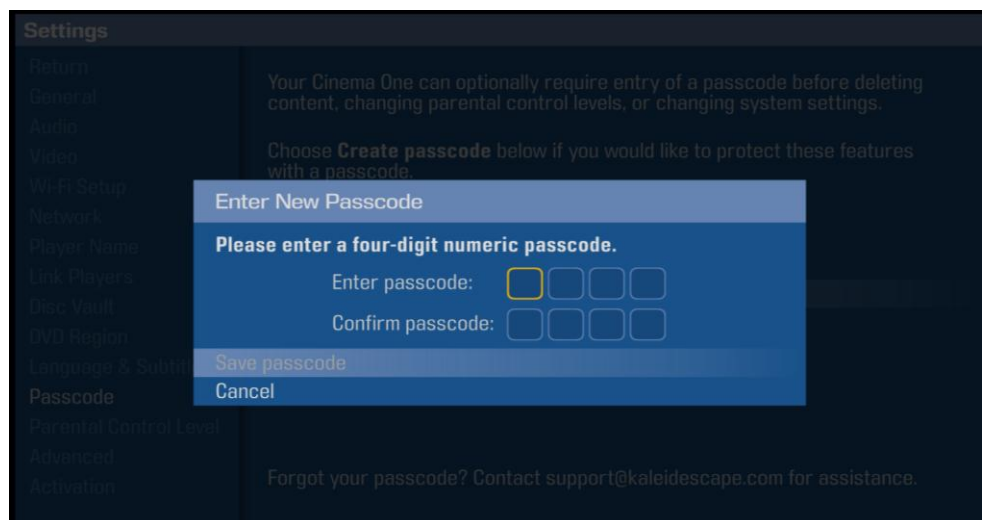 Settings
Return
General
Audio
Video
Wi-Fi Setup
Network
Player Name
Link Players
Disc Vault
DVD Region
Language & Subtitl
Passcode
Parental Control Level
Advanced
Activation
Your Cinema One can optionally require entry of a passcode before deleting
content, changing parental control levels, or changing system settings.
Choose Create passcode below if you would like to protect these features
with a passcode.
Enter New Passcode
Please enter a four-digit numeric passcode.
Enter passcode:
Confirm passcode:
Save passcode
Cancel
Forgot your passcode? Contact support@kaleidescape.com for assistance.